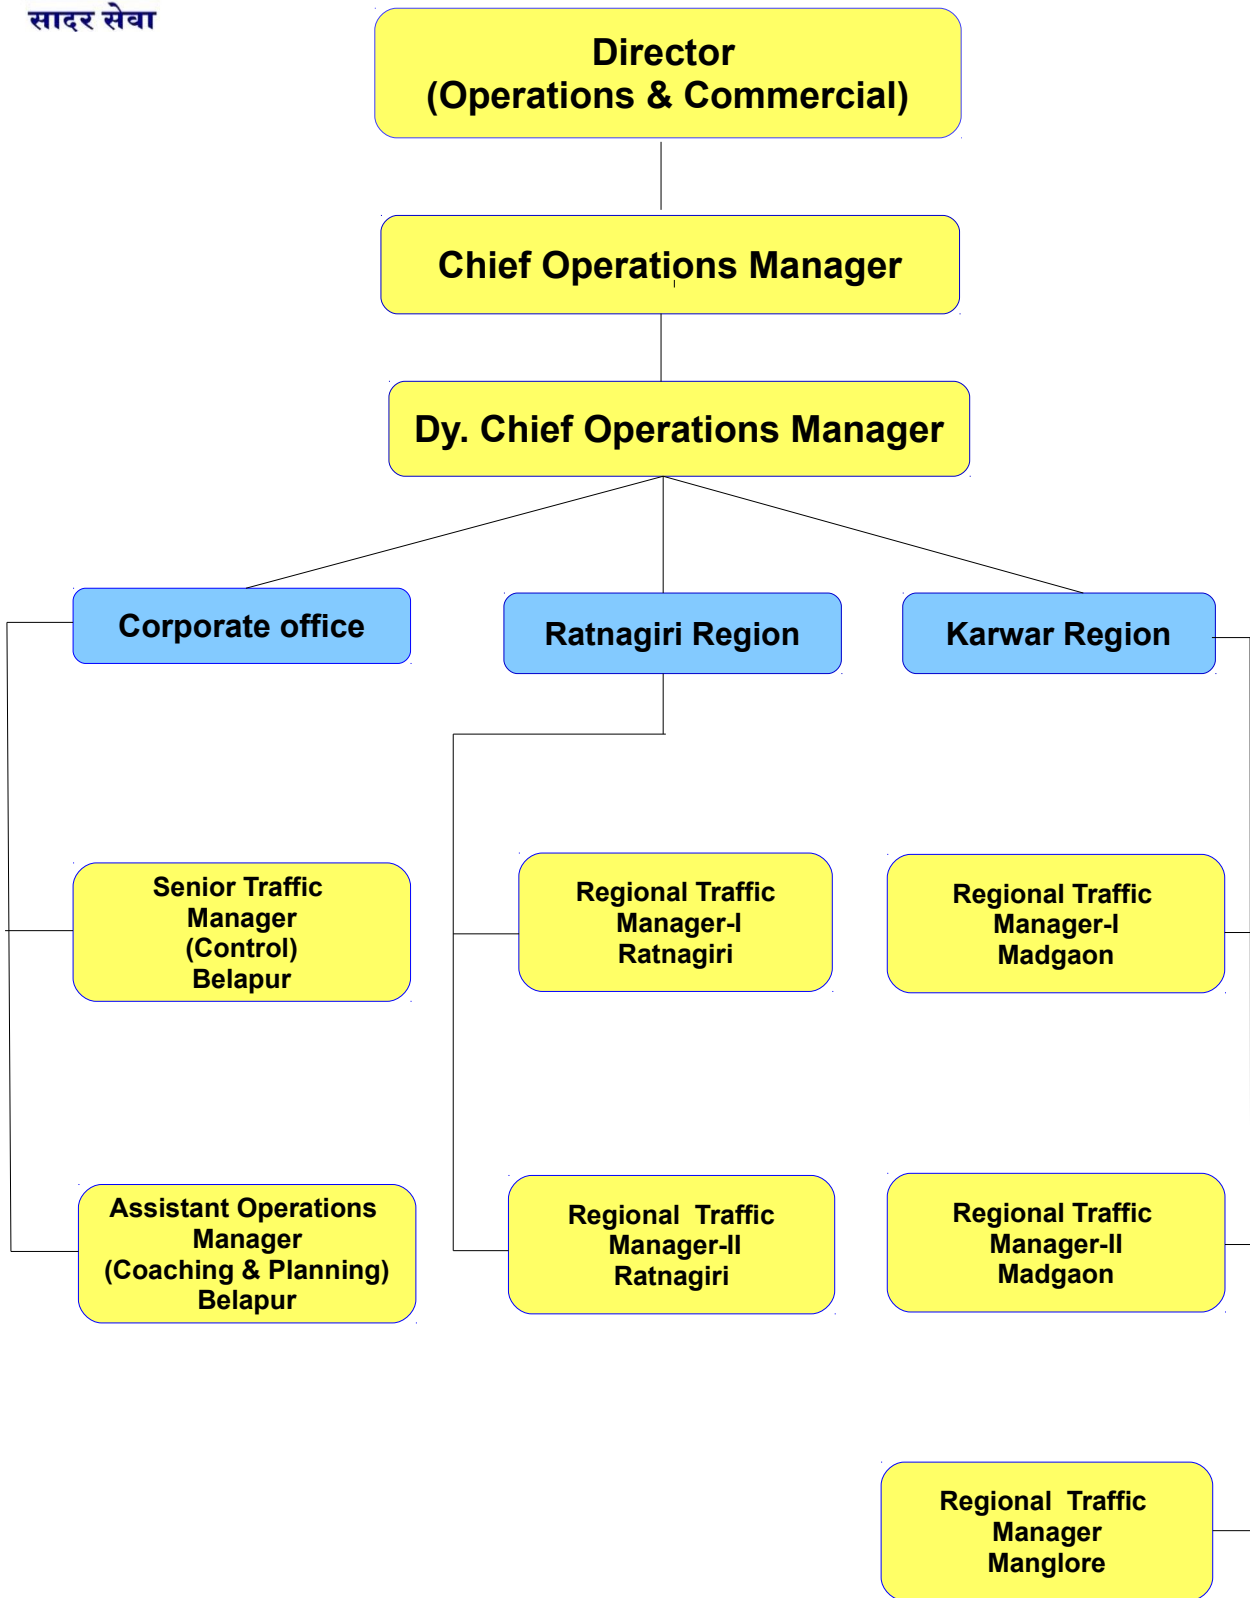 सादर सेवा
Director
(Operations & Commercial)
Chief Operations Manager
Dy. Chief Operations Manager
Corporate office
Ratnagiri Region
Karwar Region
Senior Traffic
Manager
(Control)
Belapur
Regional Traffic
Manager-I
Ratnagiri
Regional Traffic
Manager-I
Madgaon
Assistant Operations
Manager
(Coaching & Planning)
Belapur
Regional Traffic
Manager-II
Ratnagiri
Regional Traffic
Manager-II
Madgaon
Regional Traffic
Manager
Manglore